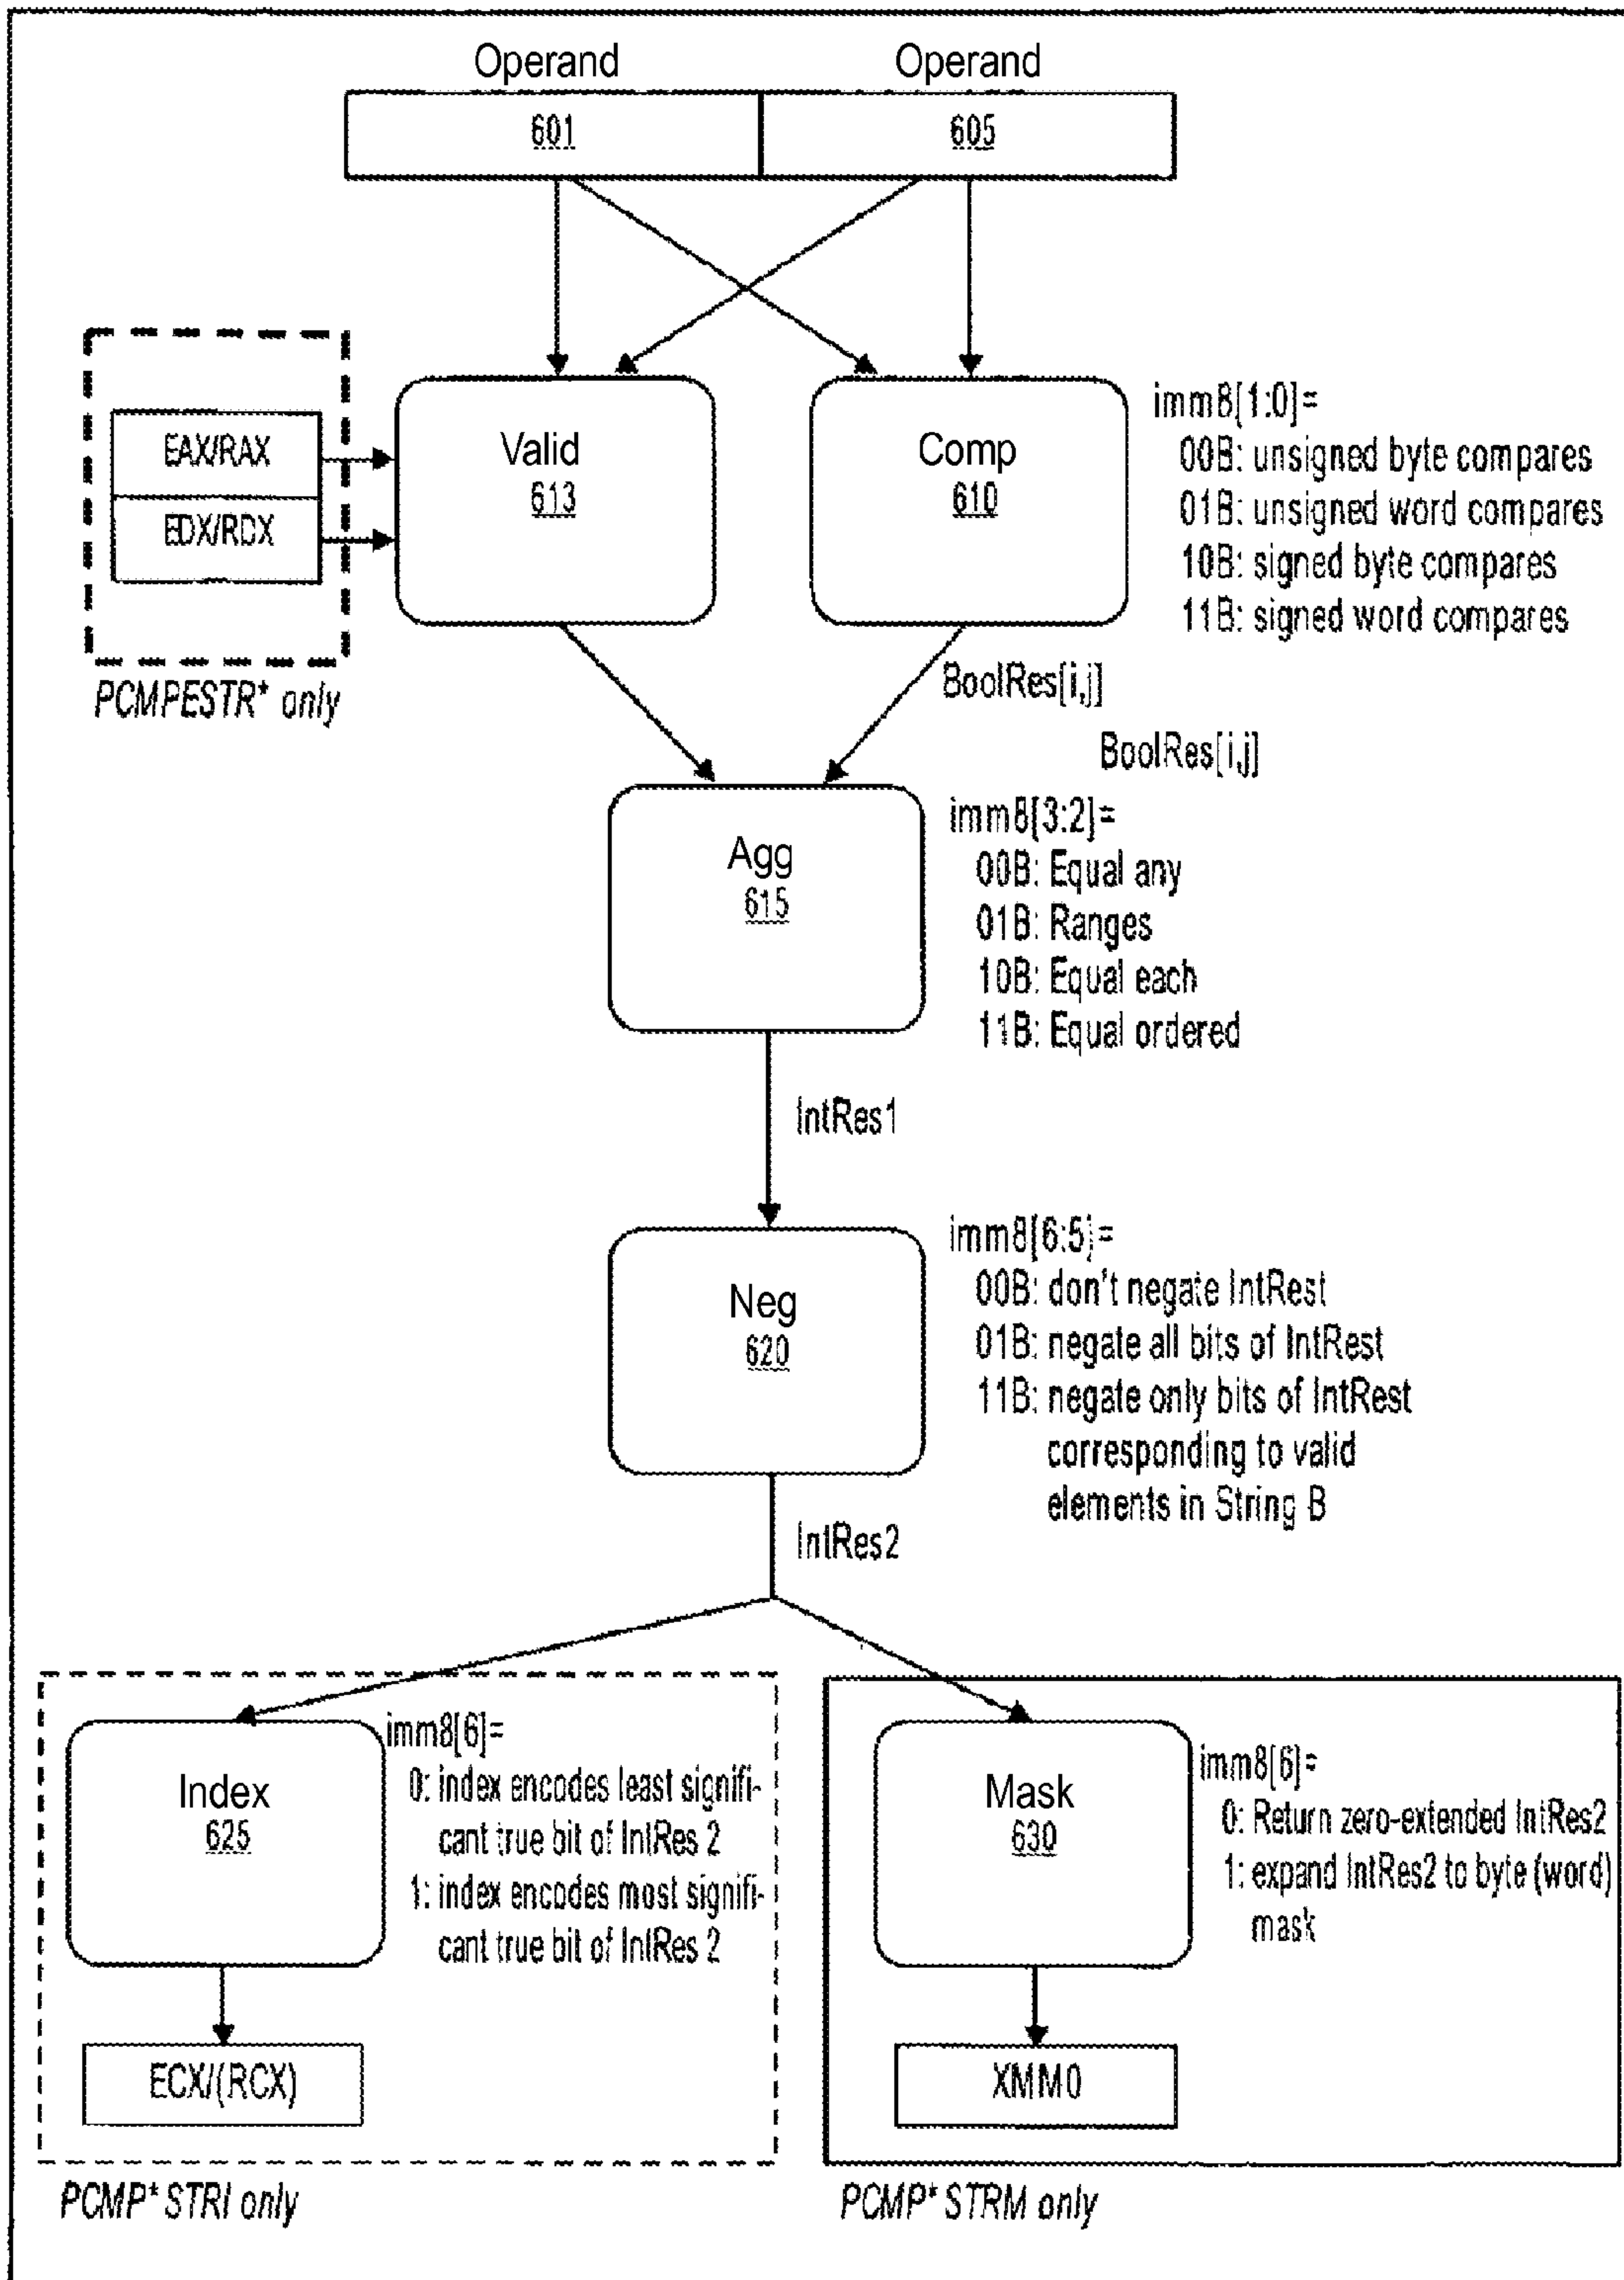 Operand Operand
601 605
EAX/RAX
EDX/RDX
PCMPESTR* only
Valid
613
Comp
610
imm8[1:0]=
00B: unsigned byte compares
01B: unsigned word compares
10B: signed byte compares
11B: signed word compares
BoolRes[i,j]
BoolRes[i,j]
Agg
615
imm8[3:2]=
00B: Equal any
01B: Ranges
10B: Equal each
11B: Equal ordered
IntRes1
Neg
620
imm8[6:5]=
00B: don't negate IntRest
01B: negate all bits of IntRest
11B: negate only bits of IntRest
corresponding to valid
elements in String B
IntRes2
Index
625
imm8[6]=
0: index encodes least signifi-
cant true bit of IntRes 2
1: index encodes most signifi-
cant true bit of IntRes 2
ECX/(RCX)
PCMP* STRI only
Mask
630
imm8[6]=
0: Return zero-extended IntRes2
1: expand IntRes2 to byte (word)
mask
XMM0
PCMP* STRM only